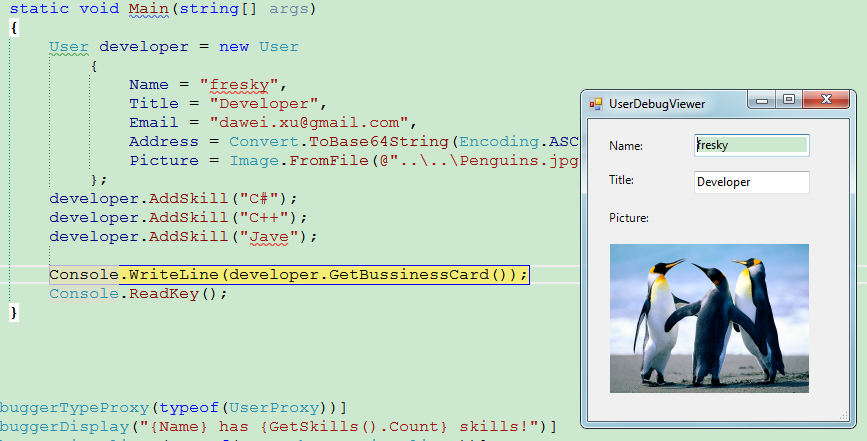 static void Main(string[] args)
{
User developer = new User
{
Name = "fresky",
Title = "Developer",
Email = "dawei.xu@gmail.com",
Address = Convert.ToBase64String(Encoding.ASC
Picture = Image.FromFile(@"..\..\Penguins.jpg
};
developer.AddSkill("C#");
developer.AddSkill("C++");
developer.AddSkill("Jave");
Console.WriteLine(developer.GetBussinessCard());
Console.ReadKey();
}
buggerTypeProxy(typeof(UserProxy))]
buggerDisplay("{Name} has {GetSkills().Count} skills!")]
UserDebugViewer
Name: fresky
Title: Developer
Picture: